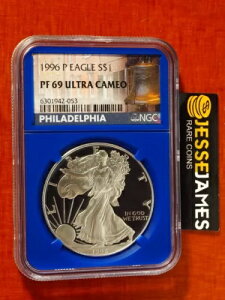 1996 P EAGLE S$1
PF 69 ULTRA CAMEO
6301942-053
PHILADELPHIA
NGC
LIBERTY
IN GOD
WE TRUST
JESSE JAMES
RARE COINS